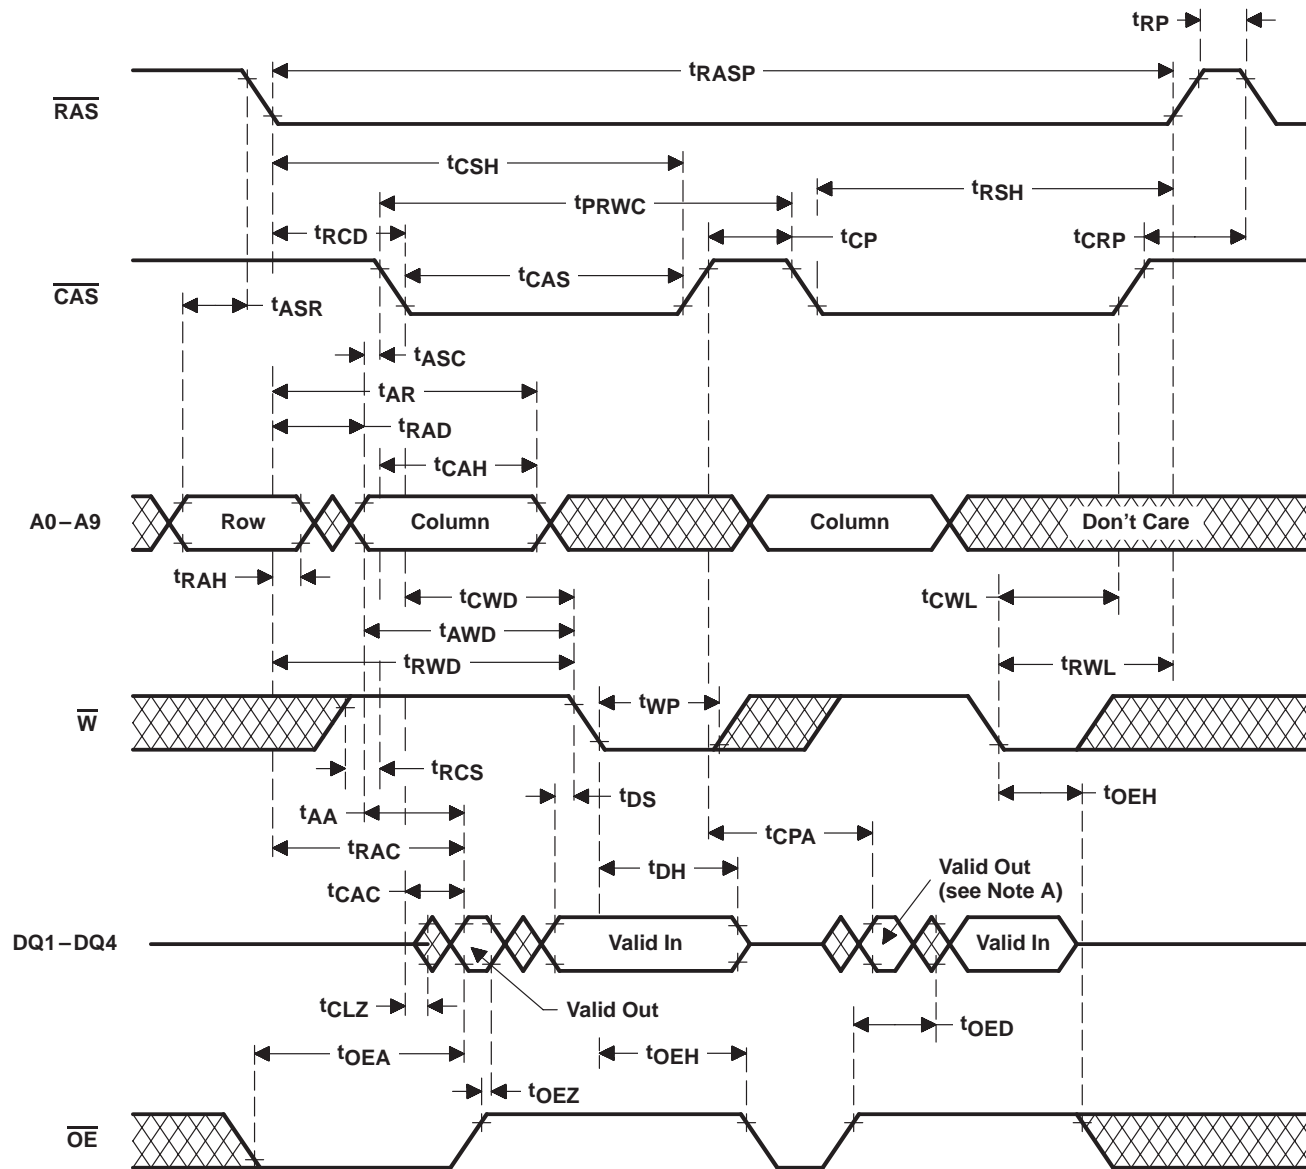 tRP
tRASP
RAS
tCSH
tRSH
tPRWC
tRCD
tCP
tCRP
tCAS
CAS
tASR
tASC
tAR
tRAD
tCAH
A0–A9
Row
Column
Column
Don't Care
tRAH
tCWD
tCWL
tAWD
tRWD
tRWL
tWP
W
tRCS
tDS
tOEH
tAA
tCPA
tRAC
tDH
Valid Out
(see Note A)
tCAC
DQ1–DQ4
Valid In
Valid In
tCLZ
Valid Out
tOED
tOEA
tOEH
tOEZ
OE